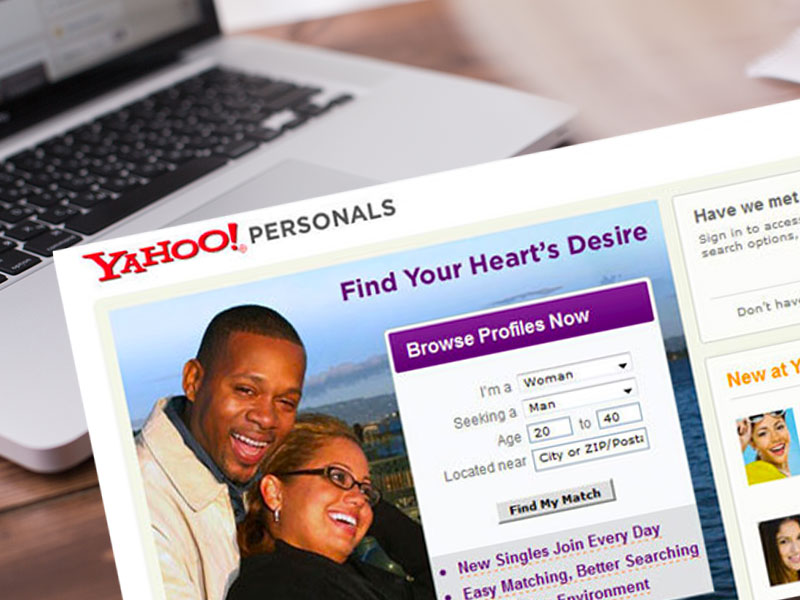 YAHOO!® PERSONALS
Find Your Heart's Desire
Browse Profiles Now
I'm a Woman
Seeking a Man
Age 20 to 40
Located near City or ZIP/Posta
Find My Match
• New Singles Join Every Day
• Easy Matching, Better Searching
Environment
Have we met
Sign in to
search options,
Don't
New at